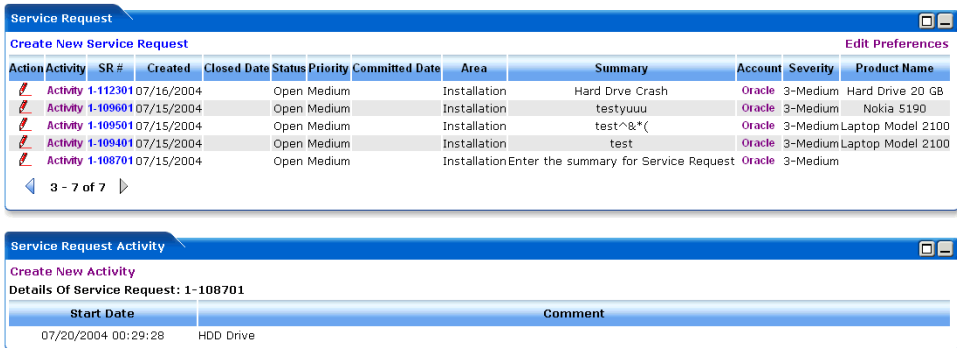 Service Request
Create New Service Request Edit Preferences
Action Activity SR # Created Closed Date Status Priority Committed Date Area Summary Account Severity Product Name
Activity 1-112301 07/16/2004 Open Medium Installation Hard Drve Crash Oracle 3-Medium Hard Drive 20 GB
Activity 1-109601 07/15/2004 Open Medium Installation testyuuu Oracle 3-Medium Nokia 5190
Activity 1-109501 07/15/2004 Open Medium Installation test^&*( Oracle 3-Medium Laptop Model 2100
Activity 1-109401 07/15/2004 Open Medium Installation test Oracle 3-Medium Laptop Model 2100
Activity 1-108701 07/15/2004 Open Medium Installation Enter the summary for Service Request Oracle 3-Medium
3 - 7 of 7
Service Request Activity
Create New Activity
Details Of Service Request: 1-108701
Start Date Comment
07/20/2004 00:29:28 HDD Drive